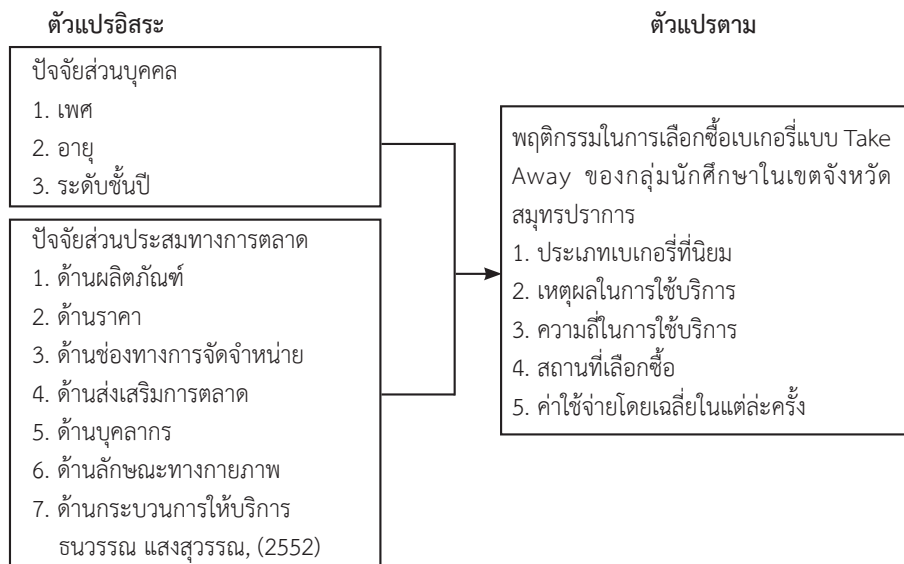 ตัวแปรอิสระ
ปัจจัยส่วนบุคคล
1. เพศ
2. อายุ
3. ระดับชั้นปี
ปัจจัยส่วนประสมทางการตลาด
1. ด้านผลิตภัณฑ์
2. ด้านราคา
3. ด้านช่องทางการจัดจำหน่าย
4. ด้านส่งเสริมการตลาด
5. ด้านบุคลากร
6. ด้านลักษณะทางกายภาพ
7. ด้านกระบวนการให้บริการ
ธนวรรณ แสงสุวรรณ, (2552)
ตัวแปรตาม
พฤติกรรมในการเลือกซื้อเบเกอรี่แบบ Take
Away ของกลุ่มนักศึกษาในเขตจังหวัด
สมุทรปราการ
1. ประเภทเบเกอรี่ที่นิยม
2. เหตุผลในการใช้บริการ
3. ความถี่ในการใช้บริการ
4. สถานที่เลือกซื้อ
5. ค่าใช้จ่ายโดยเฉลี่ยในแต่ล่ะครั้ง